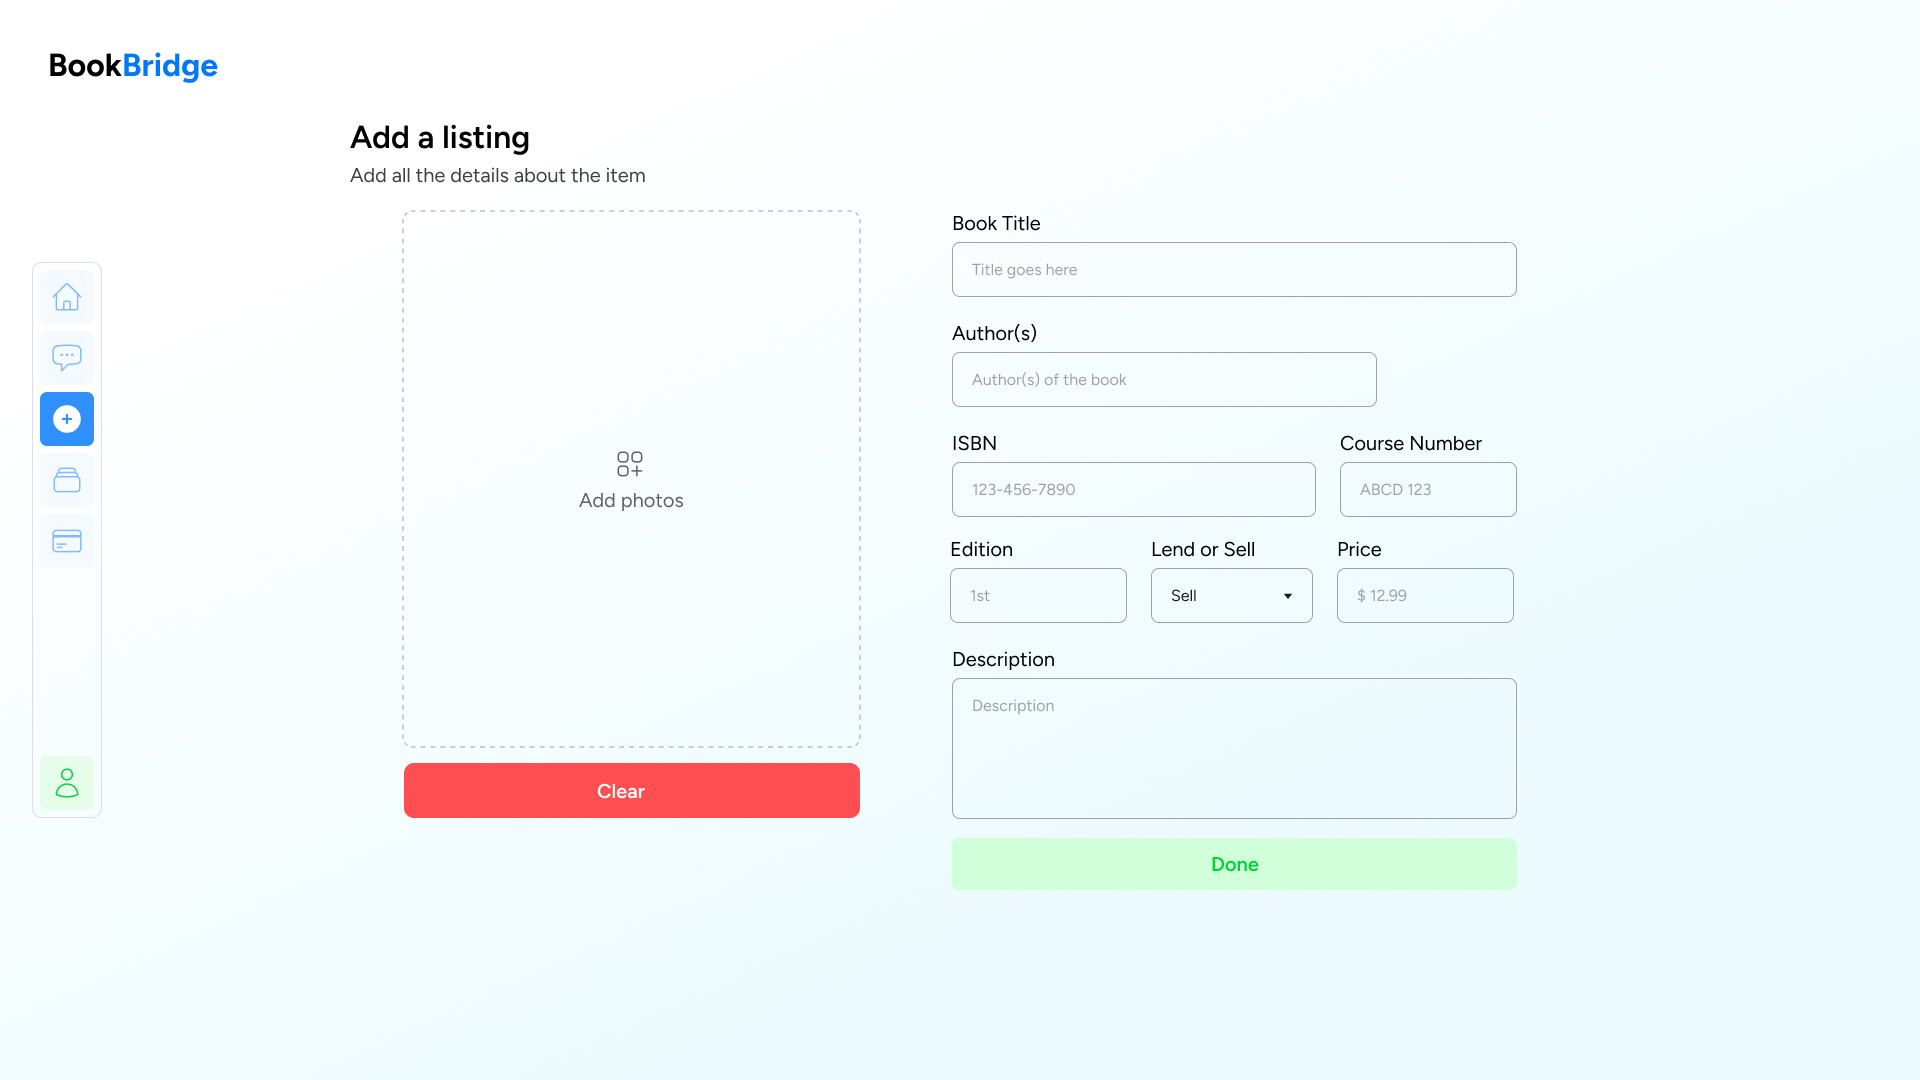 BookBridge
Add a listing
Add all the details about the item
Add photos
Clear
Book Title
Title goes here
Author(s)
Author(s) of the book
ISBN
123-456-7890
Course Number
ABCD 123
Edition
1st
Lend or Sell
Sell
Price
$ 12.99
Description
Description
Done